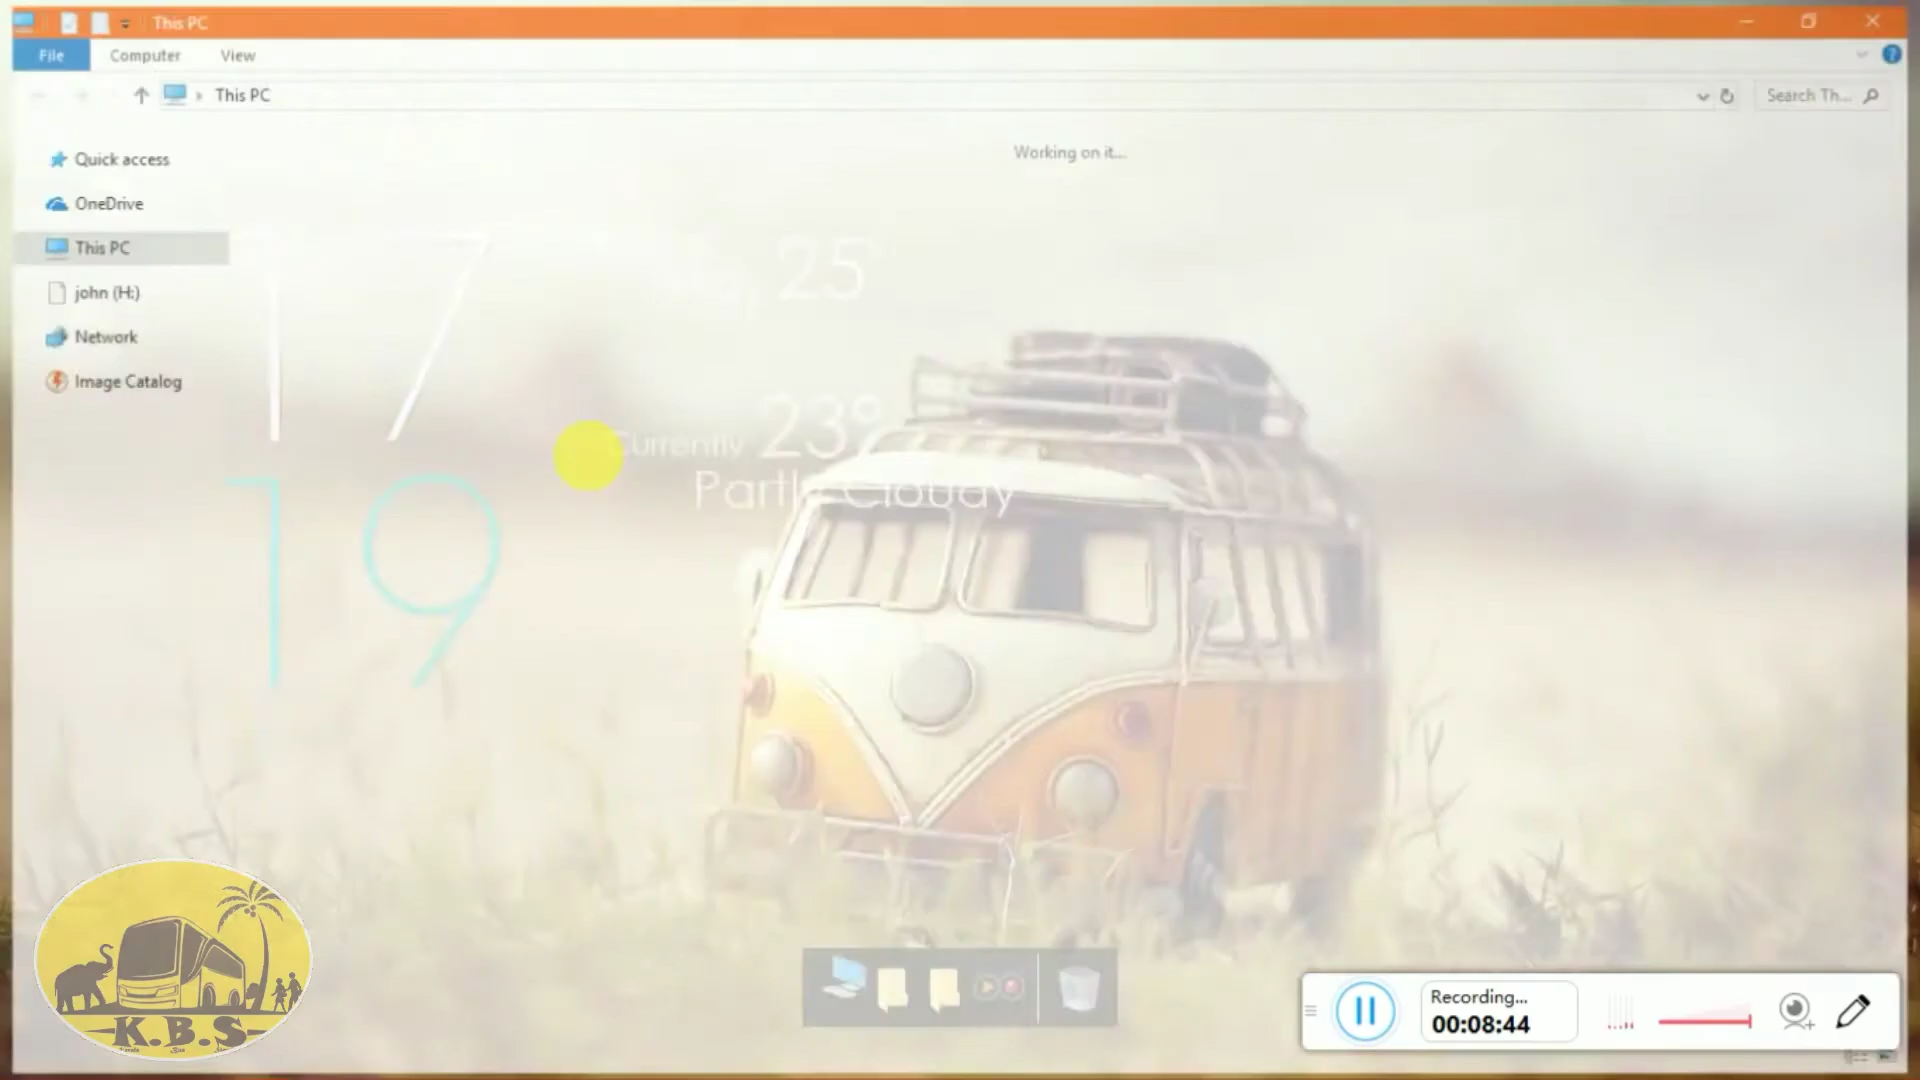 This PC
File
Computer
View
This PC
Search Th...
Quick access
OneDrive
This PC
john (H:)
Network
Image Catalog
Working on it...
17
25
19
Currently 23°
Partly Cloudy
K.B.S
Recording...
00:08:44